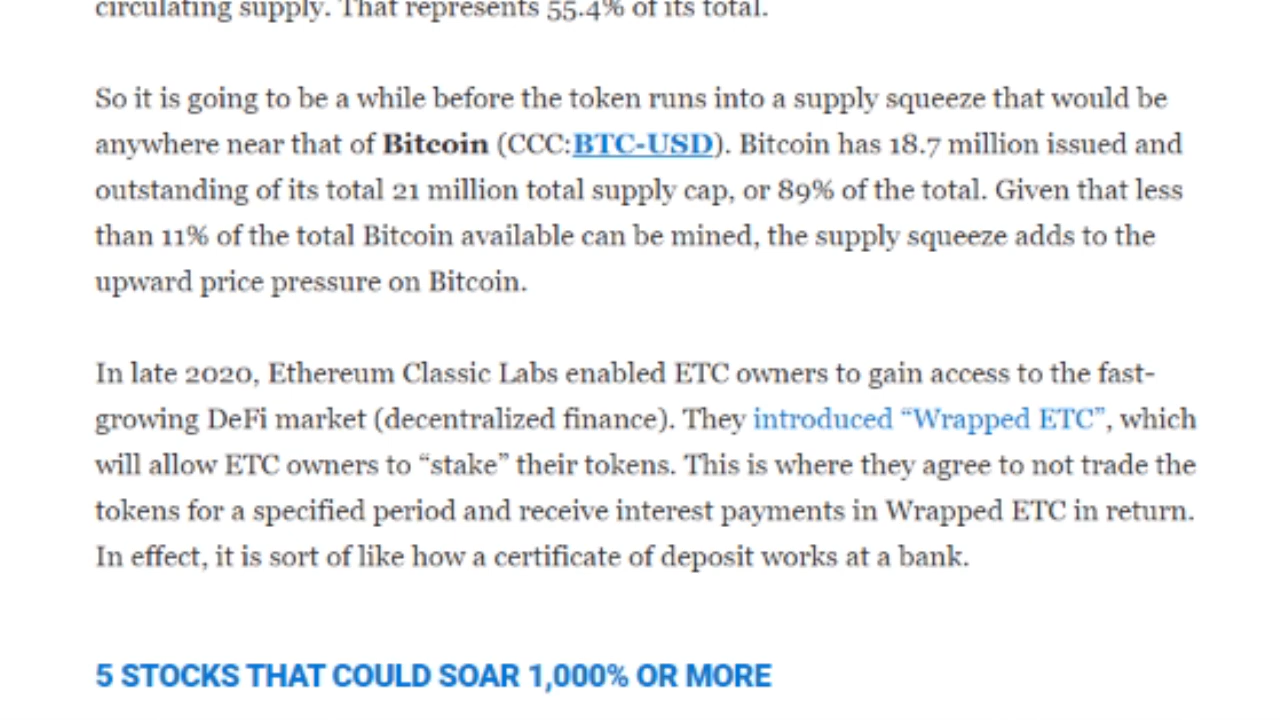 circulating supply. That represents 55.4% of its total.
So it is going to be a while before the token runs into a supply squeeze that would be
anywhere near that of Bitcoin (CCC:BTC-USD). Bitcoin has 18.7 million issued and
outstanding of its total 21 million total supply cap, or 89% of the total. Given that less
than 11% of the total Bitcoin available can be mined, the supply squeeze adds to the
upward price pressure on Bitcoin.
In late 2020, Ethereum Classic Labs enabled ETC owners to gain access to the fast-
growing DeFi market (decentralized finance). They introduced “Wrapped ETC”, which
will allow ETC owners to “stake” their tokens. This is where they agree to not trade the
tokens for a specified period and receive interest payments in Wrapped ETC in return.
In effect, it is sort of like how a certificate of deposit works at a bank.
5 STOCKS THAT COULD SOAR 1,000% OR MORE